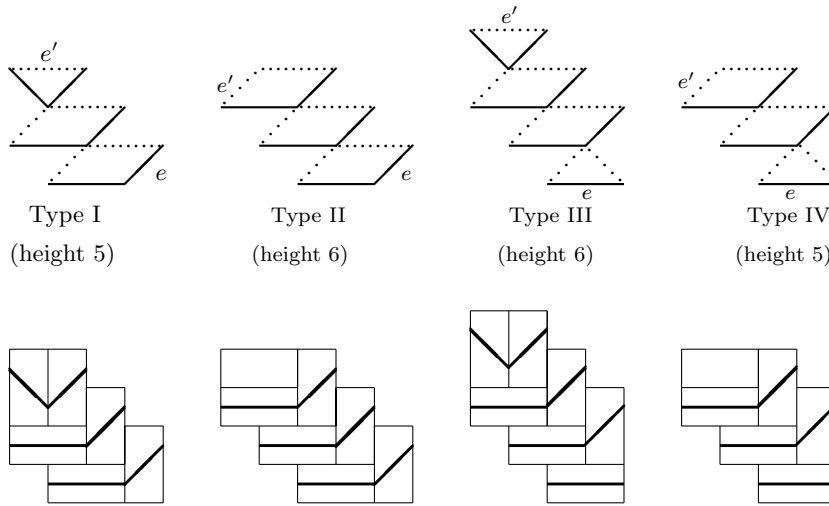 e′
e
Type I
(height 5)
e′
e
Type II
(height 6)
e′
e
Type III
(height 6)
e′
e
Type IV
(height 5)